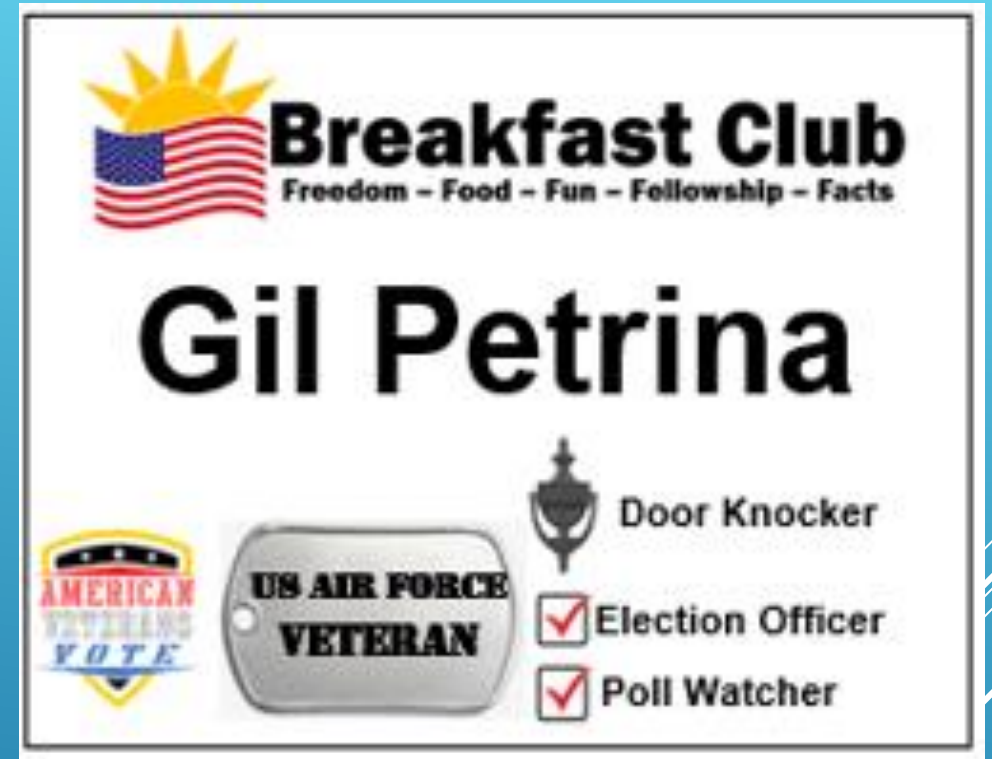 Breakfast Club
Freedom – Food – Fun – Fellowship – Facts
Gil Petrina
Door Knocker
AMERICAN
VETERANS
VOTE
US AIR FORCE
VETERAN
Election Officer
Poll Watcher